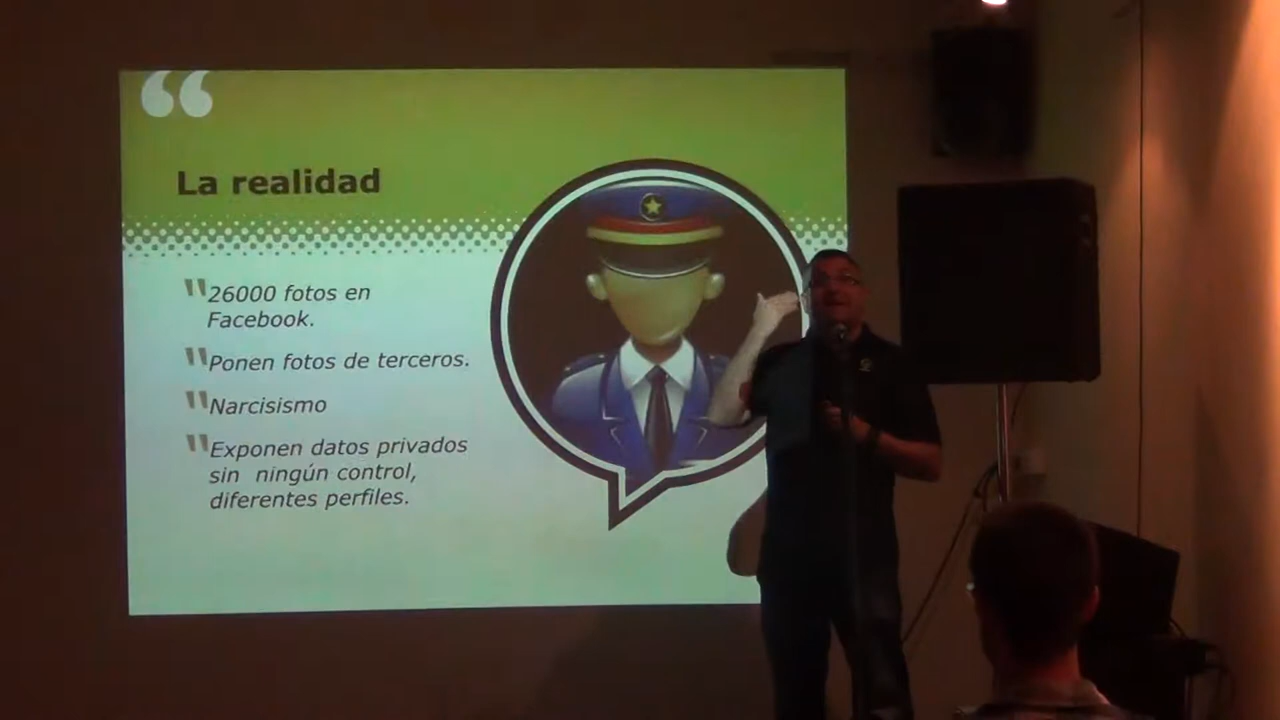 “
La realidad
"26000 fotos en
Facebook.
"Ponen fotos de terceros.
"Narcisismo
"Exponen datos privados
sin ningún control,
diferentes perfiles.